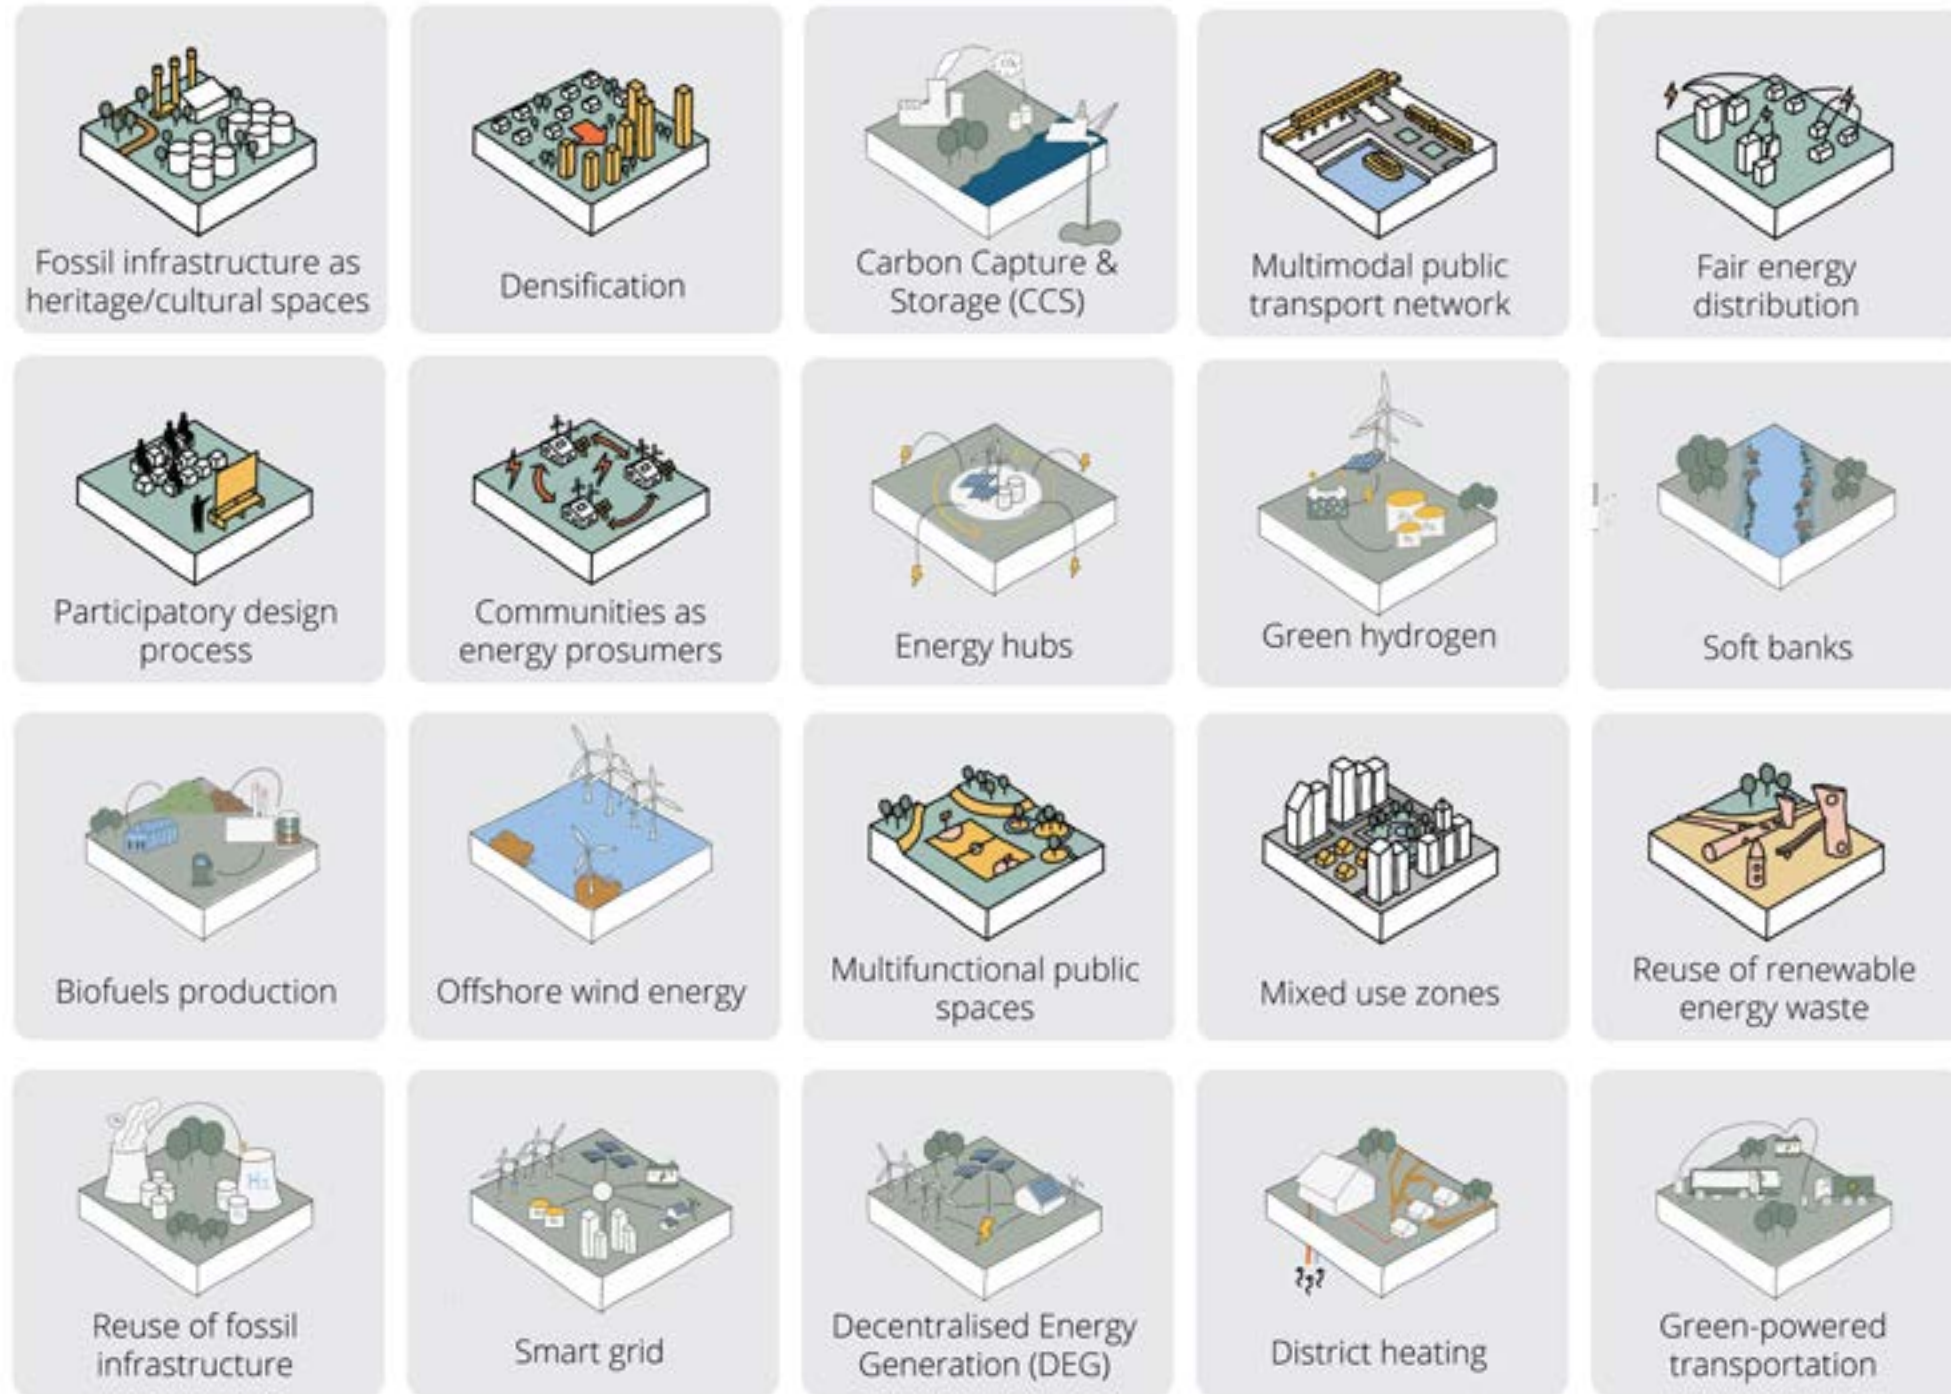 Fossil infrastructure as
heritage/cultural spaces
Densification
Carbon Capture &
Storage (CCS)
Multimodal public
transport network
Fair energy
distribution
Participatory design
process
Communities as
energy prosumers
Energy hubs
Green hydrogen
Soft banks
Biofuels production
Offshore wind energy
Multifunctional public
spaces
Mixed use zones
Reuse of renewable
energy waste
H₂
Reuse of fossil
infrastructure
Smart grid
Decentralised Energy
Generation (DEG)
District heating
Green-powered
transportation